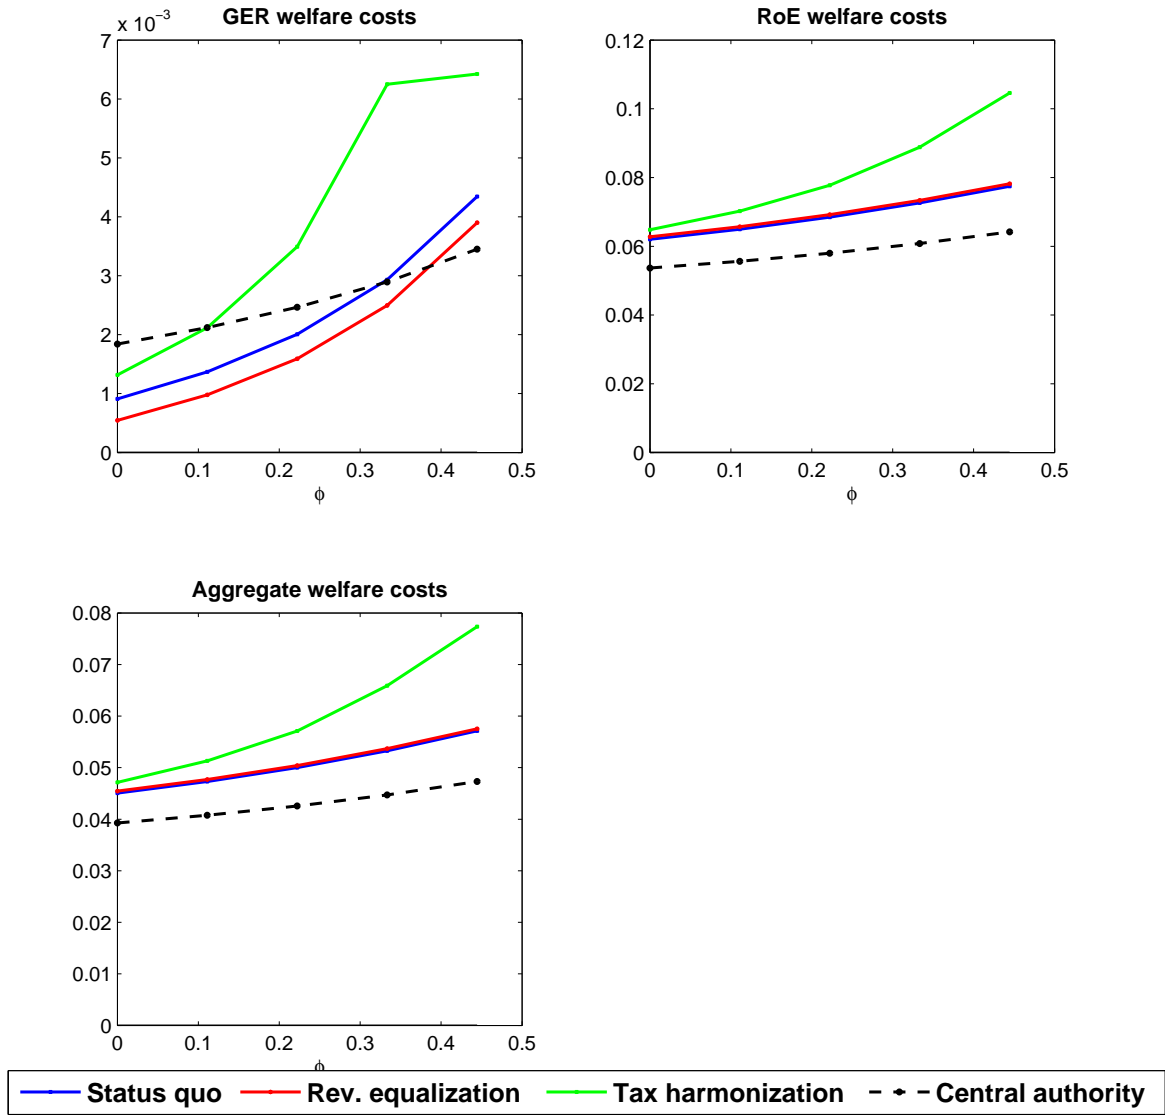 GER welfare costs
x 10⁻³
7
6
5
4
3
2
1
0
0 0.1 0.2 0.3 0.4 0.5
ϕ
RoE welfare costs
0.12
0.1
0.08
0.06
0.04
0.02
0
0 0.1 0.2 0.3 0.4 0.5
ϕ
Aggregate welfare costs
0.08
0.07
0.06
0.05
0.04
0.03
0.02
0.01
0
0 0.1 0.2 0.3 0.4 0.5
ϕ
Status quo Rev. equalization Tax harmonization Central authority